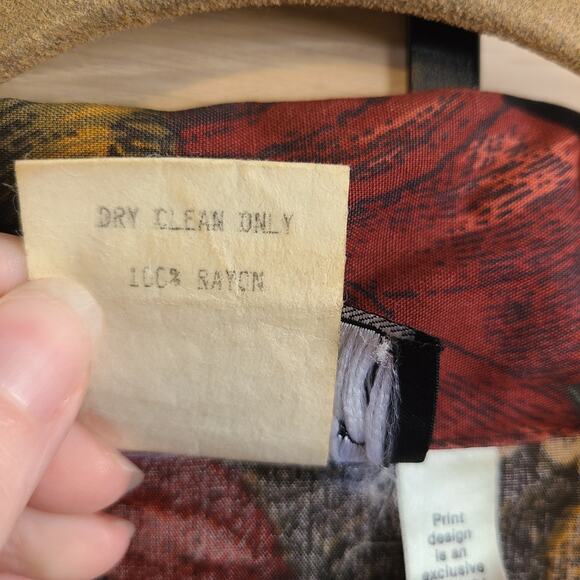 DRY CLEAN ONLY
100% RAYON
Print
design
is an
exclusive